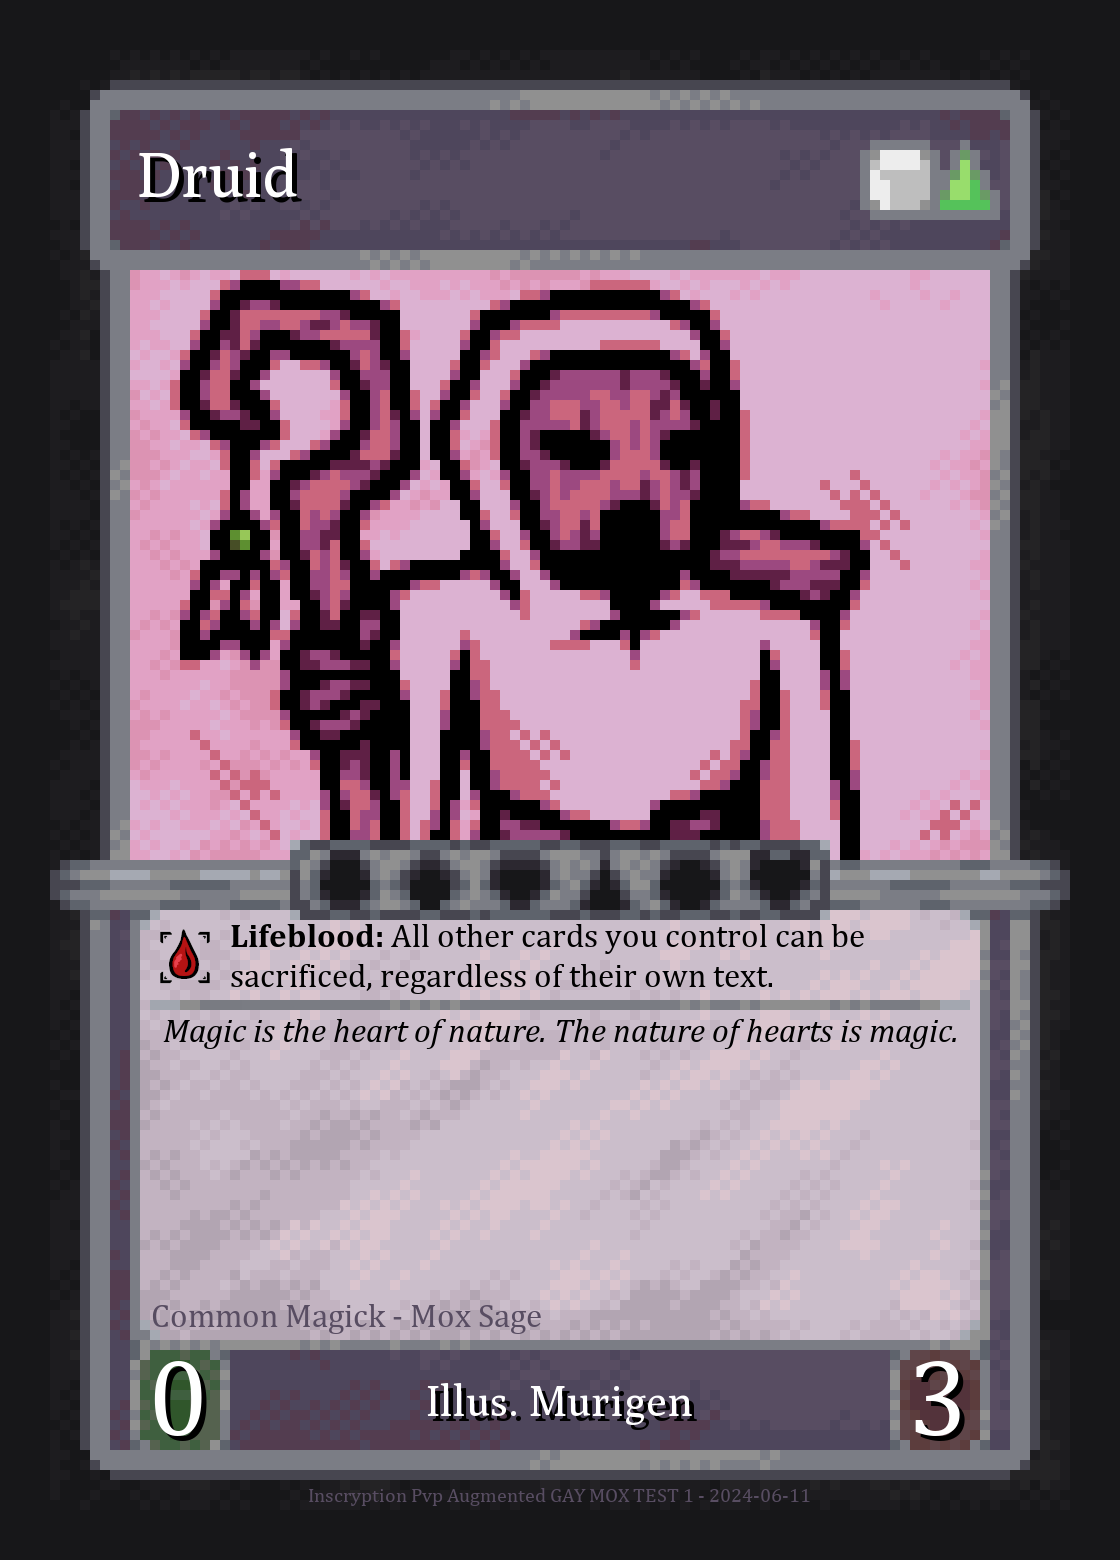 Druid
Lifeblood: All other cards you control can be
sacrificed, regardless of their own text.
Magic is the heart of nature. The nature of hearts is magic.
Common Magick - Mox Sage
0
Illus. Murigen
3
Inscryption Pvp Augmented GAY MOX TEST 1 - 2024-06-11